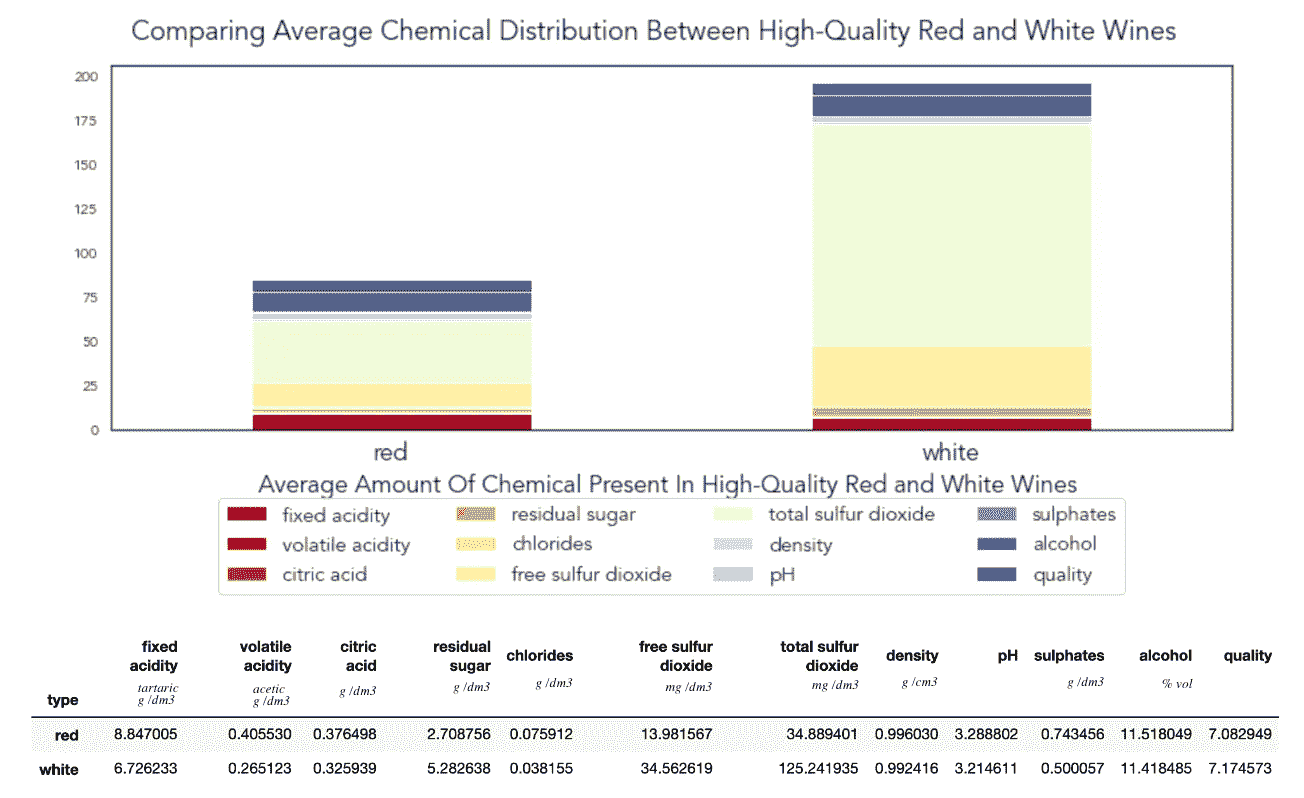 Comparing Average Chemical Distribution Between High-Quality Red and White Wines
200
175
150
125
100
75
50
25
0
red white
Average Amount Of Chemical Present In High-Quality Red and White Wines
fixed acidity residual sugar total sulfur dioxide sulphates
volatile acidity chlorides density alcohol
citric acid free sulfur dioxide pH quality
fixed volatile citric residual free sulfur total sulfur
acidity acidity acid sugar chlorides dioxide dioxide density pH sulphates alcohol quality
tartaric acetic
g /dm3 g /dm3 g /dm3 g /dm3 g /dm3 mg /dm3 mg /dm3 g /cm3 g /dm3 % vol
type
red 8.847005 0.405530 0.376498 2.708756 0.075912 13.981567 34.889401 0.996030 3.288802 0.743456 11.518049 7.082949
white 6.726233 0.265123 0.325939 5.282638 0.038155 34.562619 125.241935 0.992416 3.214611 0.500057 11.418485 7.174573